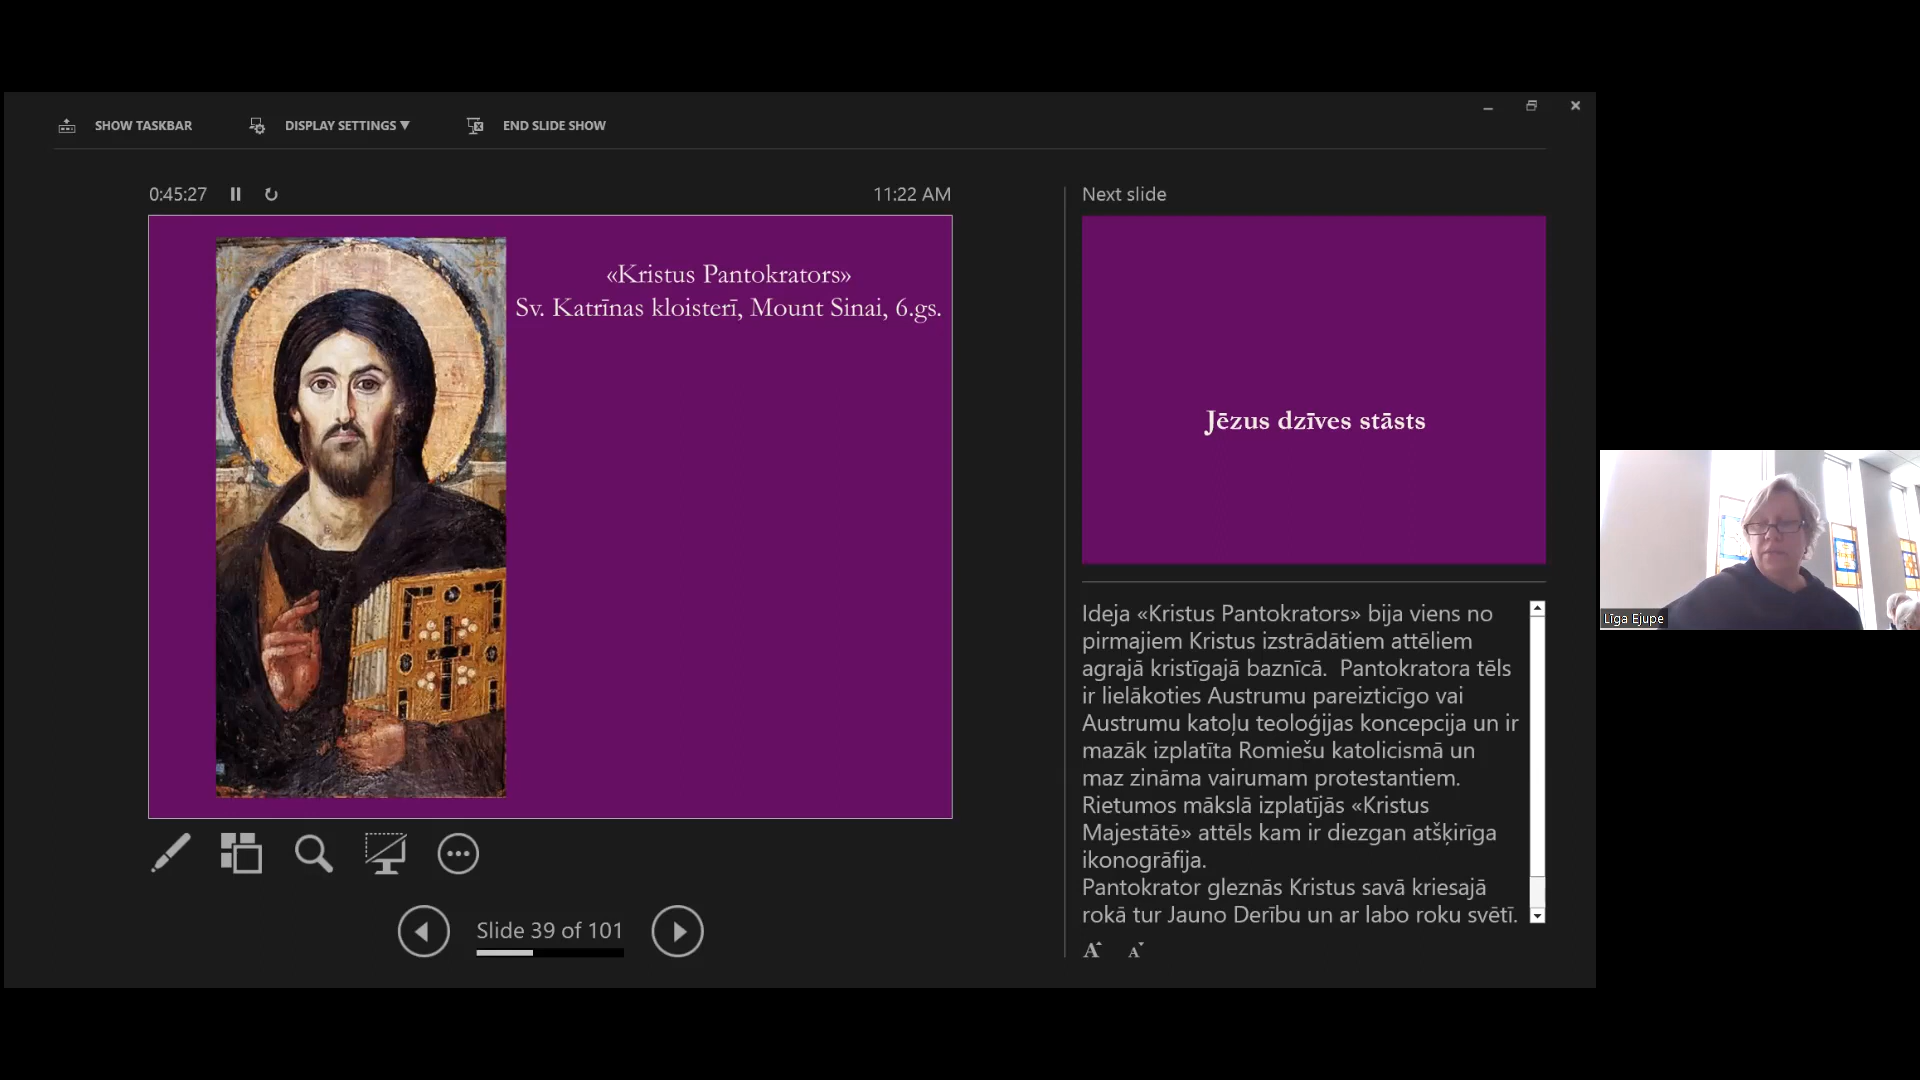 SHOW TASKBAR
DISPLAY SETTINGS ▼
END SLIDE SHOW
0:45:27
11:22 AM
«Kristus Pantokrators»
Sv. Katrīnas kloisterī, Mount Sinai, 6.gs.
Slide 39 of 101
Next slide
Jēzus dzīves stāsts
Ideja «Kristus Pantokrators» bija viens no
pirmajiem Kristus izstrādātiem attēliem
agrajā kristīgajā baznīcā.  Pantokratora tēls
ir lielākoties Austrumu pareizticīgo vai
Austrumu katoļu teoloģijas koncepcija un ir
mazāk izplatīta Romiešu katolicismā un
maz zināma vairumam protestantiem.
Rietumos mākslā izplatījās «Kristus
Majestātē» attēls kam ir diezgan atšķirīga
ikonogrāfija.
Pantokrator gleznās Kristus savā kriesajā
rokā tur Jauno Derību un ar labo roku svētī.
A A
Līga Ejupe